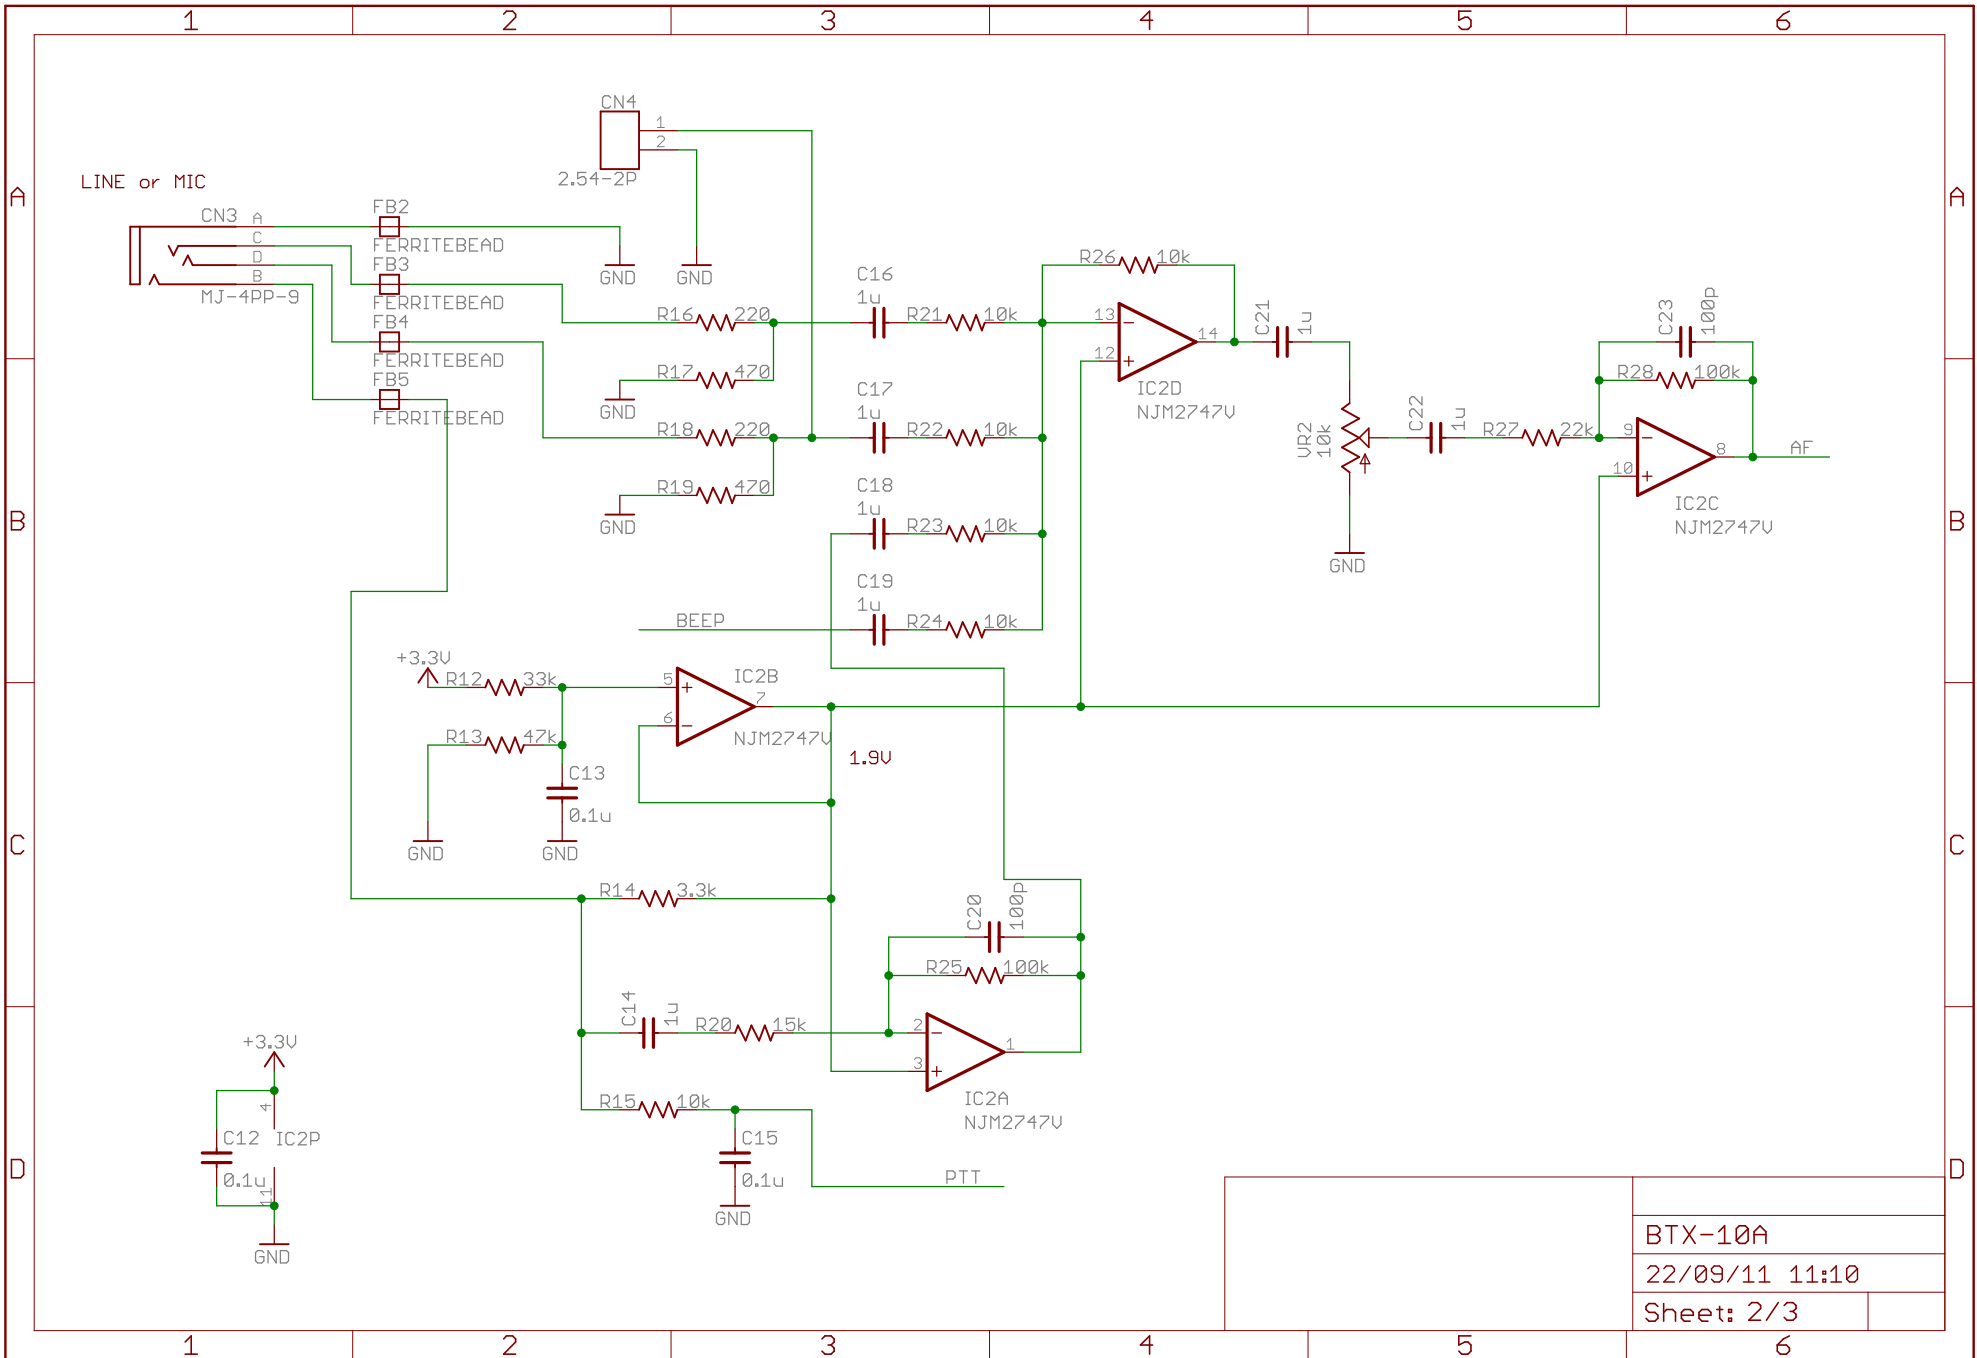 1 2 3 4 5 6
A A
B B
C C
D D
LINE or MIC
CN3
A
C
D
B
MJ-4PP-9
CN4
1
2
2.54-2P
FB2
FERRITEBEAD
FB3
FERRITEBEAD
FB4
FERRITEBEAD
FB5
FERRITEBEAD
GND
GND
R16 220
R17 470
GND
R18 220
R19 470
GND
C16
1u
R21 10k
C17
1u
R22 10k
C18
1u
R23 10k
C19
1u
R24 10k
BEEP
R26 10k
13
12
14
IC2D
NJM2747V
C21
1u
VR2
10k
GND
C22
1u
R27 22k
C23
100p
R28 100k
9
10
8
IC2C
NJM2747V
AF
+3.3V
R12 33k
R13 47k
C13
0.1u
GND
GND
5
6
7
IC2B
NJM2747V
1.9V
R14 3.3k
C20
100p
R25 100k
C14
1u
R20 15k
2
3
1
IC2A
NJM2747V
R15 10k
C15
0.1u
GND
PTT
+3.3V
4
C12
IC2P
0.1u
11
GND
BTX-10A
22/09/11 11:10
Sheet: 2/3
1 2 3 4 5 6